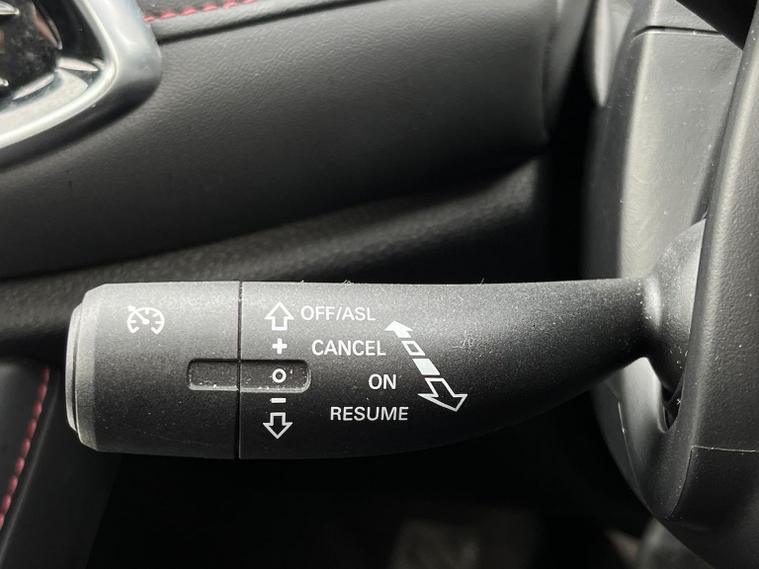 OFF/ASL
+ CANCEL
O ON
- RESUME